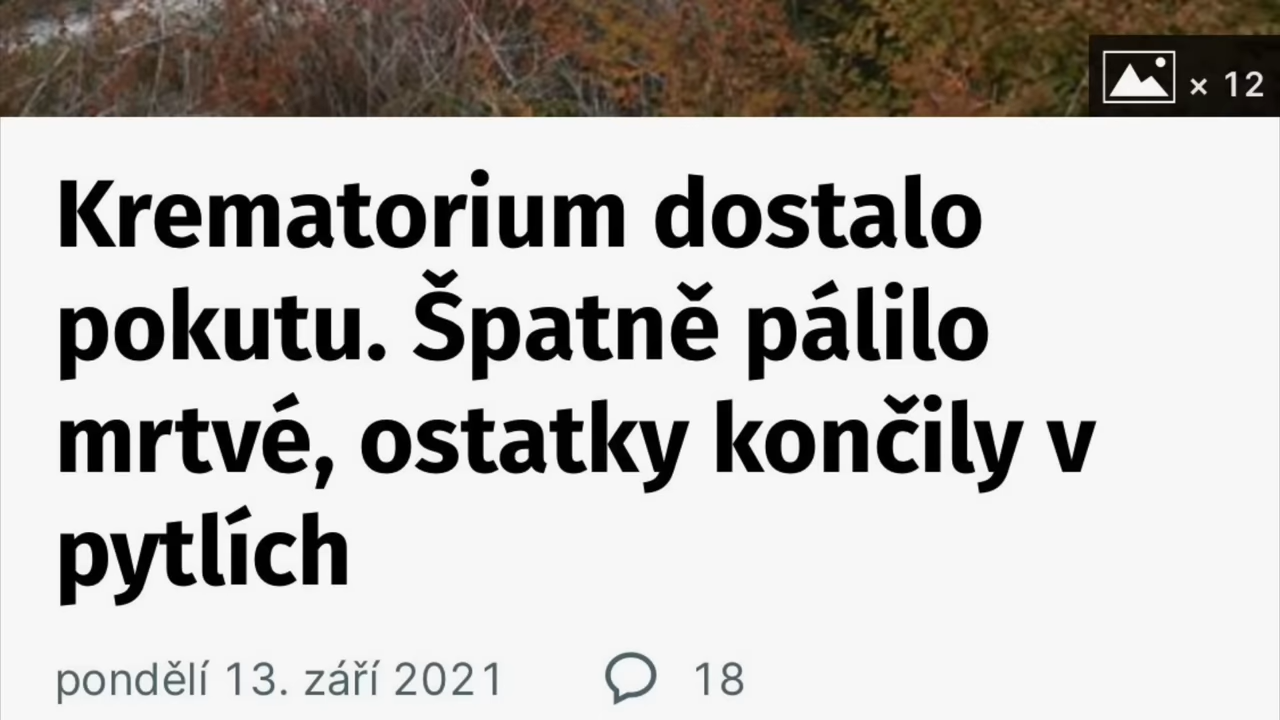 × 12
Krematorium dostalo
pokutu. Špatně pálilo
mrtvé, ostatky končily v
pytlích
pondělí 13. září 2021 18